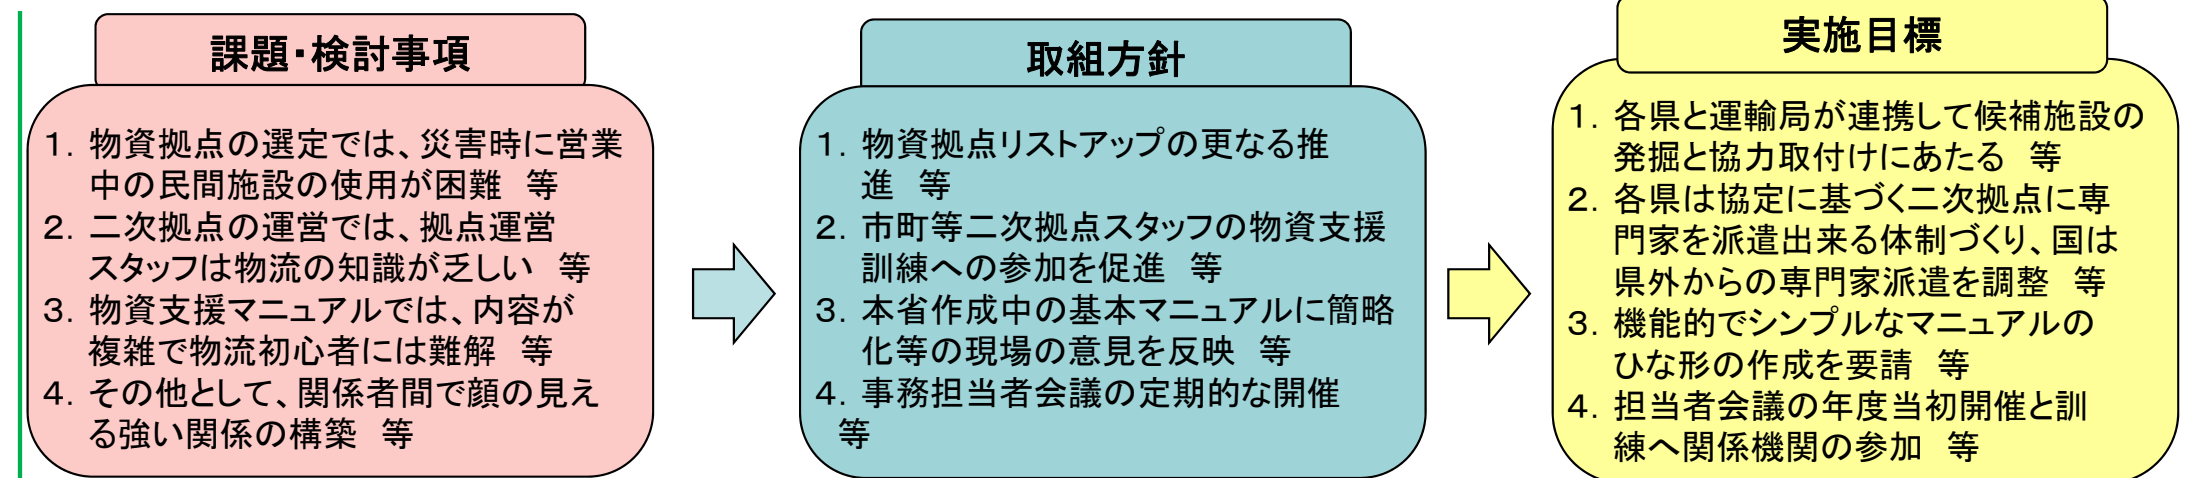 課題・検討事項
１．物資拠点の選定では、災害時に営業
中の民間施設の使用が困難　等
２．二次拠点の運営では、拠点運営
スタッフは物流の知識が乏しい　等
３．物資支援マニュアルでは、内容が
複雑で物流初心者には難解　等
４．その他として、関係者間で顔の見え
る強い関係の構築　等
取組方針
１．物資拠点リストアップの更なる推
進　等
２．市町等二次拠点スタッフの物資支援
訓練への参加を促進　等
３．本省作成中の基本マニュアルに簡略
化等の現場の意見を反映　等
４．事務担当者会議の定期的な開催
等
実施目標
１．各県と運輸局が連携して候補施設の
発掘と協力取付けにあたる　等
２．各県は協定に基づく二次拠点に専
門家を派遣出来る体制づくり、国は
県外からの専門家派遣を調整　等
３．機能的でシンプルなマニュアルの
ひな形の作成を要請　等
４．担当者会議の年度当初開催と訓
練へ関係機関の参加　等